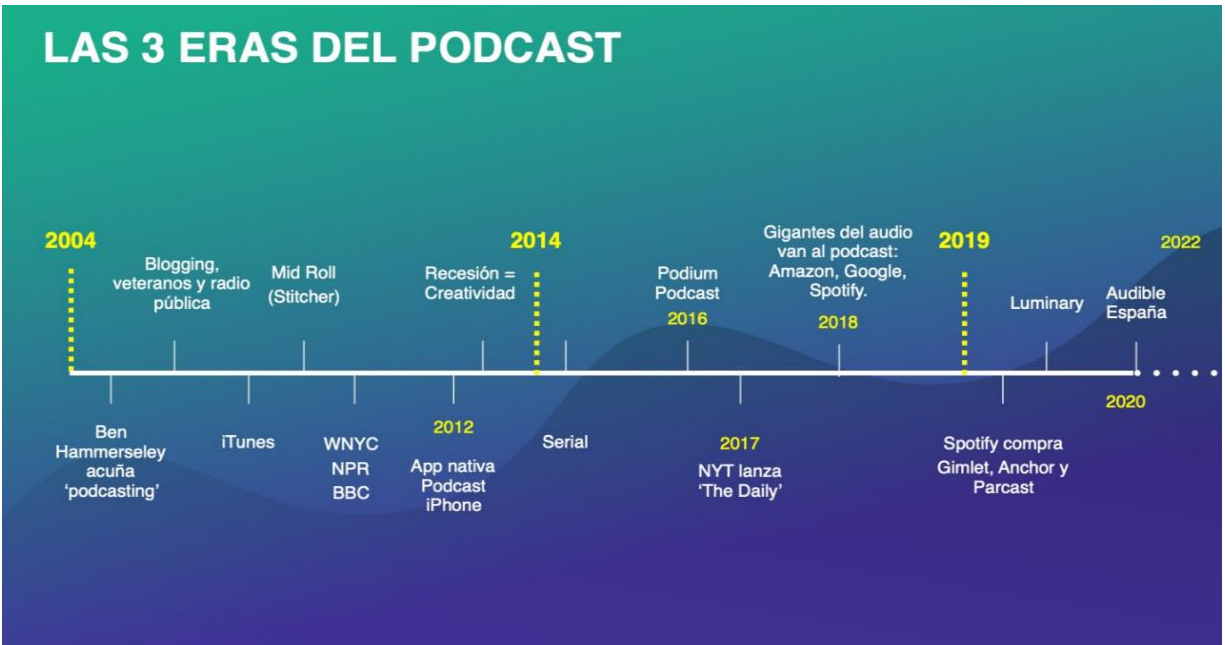 LAS 3 ERAS DEL PODCAST
2004
Ben
Hammerseley
acuña
‘podcasting’
Blogging,
veteranos y radio
pública
iTunes
Mid Roll
(Stitcher)
WNYC
NPR
BBC
2012
App nativa
Podcast
iPhone
Recesión =
Creatividad
2014
Serial
Podium
Podcast
2016
2017
NYT lanza
‘The Daily’
Gigantes del audio
van al podcast:
Amazon, Google,
Spotify.
2018
2019
Spotify compra
Gimlet, Anchor y
Parcast
Luminary
Audible
España
2020
2022